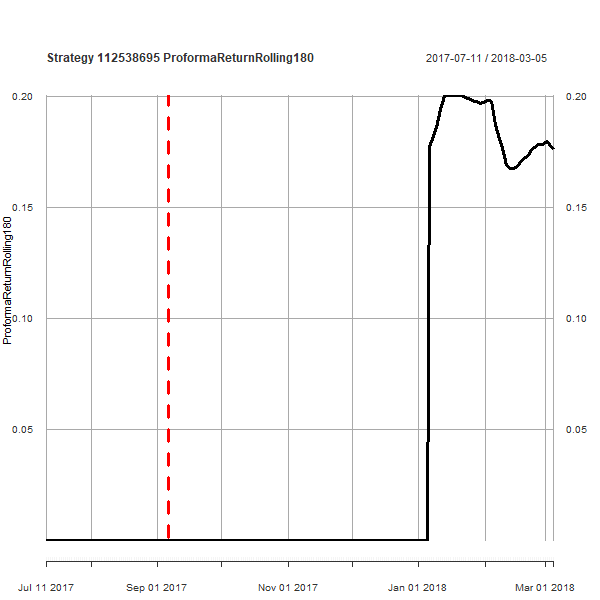 Strategy 112538695 ProformaReturnRolling180 2017-07-11 / 2018-03-05
0.20 0.20
0.15 0.15
0.10 0.10
0.05 0.05
ProformaReturnRolling180
Jul 11 2017 Sep 01 2017 Nov 01 2017 Jan 01 2018 Mar 01 2018